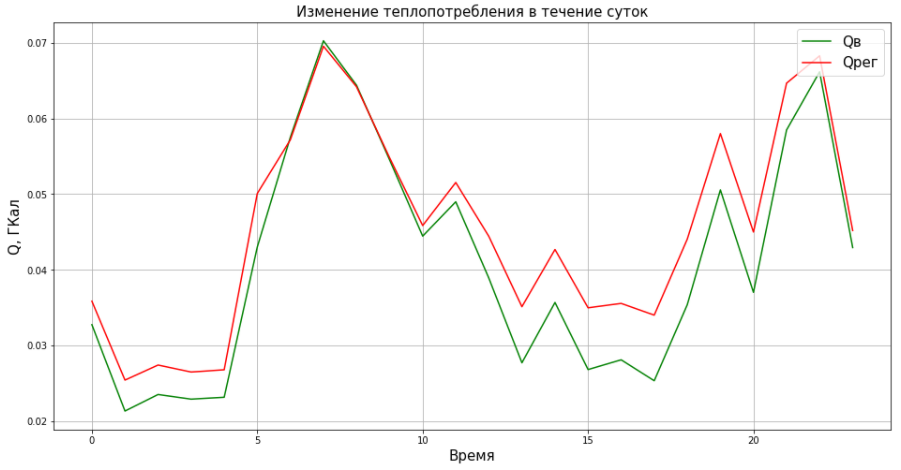 Изменение теплопотребления в течение суток
Qв
Qрег
0.07
0.06
0.05
0.04
0.03
0.02
Q, ГКал
0 5 10 15 20
Время